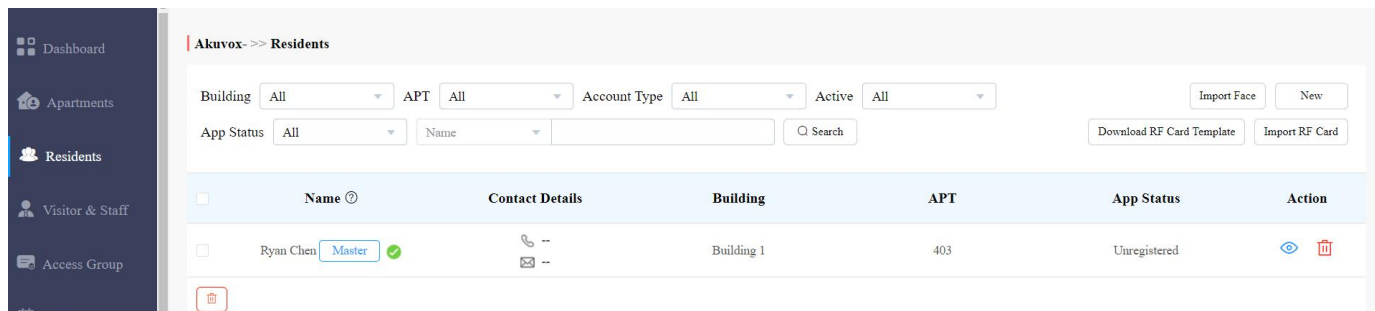 Dashboard
Apartments
Residents
Visitor & Staff
Access Group
Akuvox- >> Residents
Building All APT All Account Type All Active All Import Face New
App Status All Name Search Download RF Card Template Import RF Card
Name ? Contact Details Building APT App Status Action
Ryan Chen Master -- Building 1 403 Unregistered
--